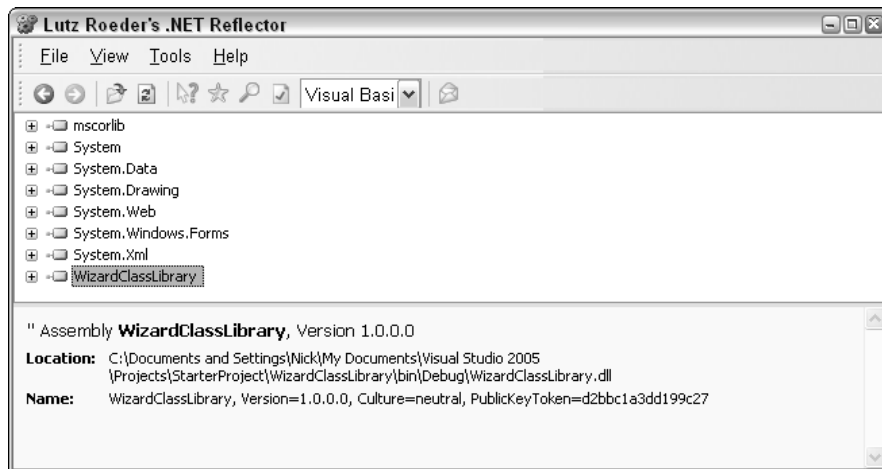 Lutz Roeder's .NET Reflector
File View Tools Help
Visual Basi
mscorlib
System
System.Data
System.Drawing
System.Web
System.Windows.Forms
System.Xml
WizardClassLibrary
'' Assembly WizardClassLibrary, Version 1.0.0.0
Location: C:\Documents and Settings\Nick\My Documents\Visual Studio 2005
\Projects\StarterProject\WizardClassLibrary\bin\Debug\WizardClassLibrary.dll
Name: WizardClassLibrary, Version=1.0.0.0, Culture=neutral, PublicKeyToken=d2bbc1a3dd199c27